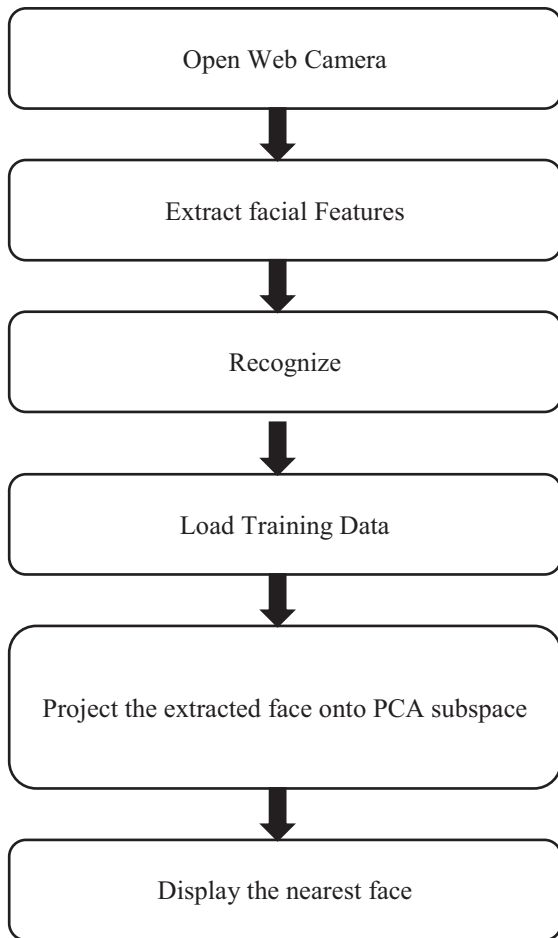 Open Web Camera
Extract facial Features
Recognize
Load Training Data
Project the extracted face onto PCA subspace
Display the nearest face